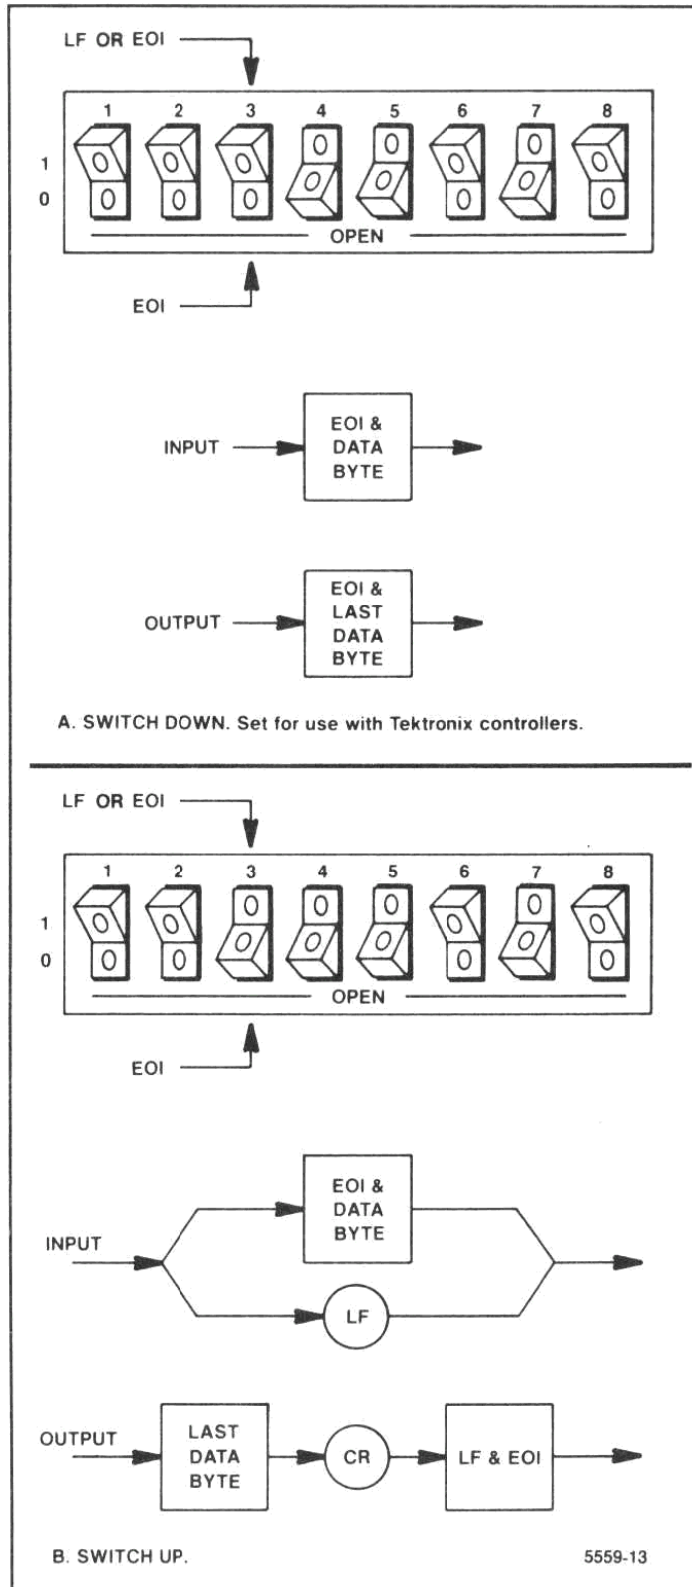 LF OR EOI
1 2 3 4 5 6 7 8
1
0
OPEN
EOI
INPUT
EOI &
DATA
BYTE
OUTPUT
EOI &
LAST
DATA
BYTE
A. SWITCH DOWN. Set for use with Tektronix controllers.
LF OR EOI
1 2 3 4 5 6 7 8
1
0
OPEN
EOI
INPUT
EOI &
DATA
BYTE
LF
OUTPUT
LAST
DATA
BYTE
CR
LF & EOI
B. SWITCH UP.
5559-13